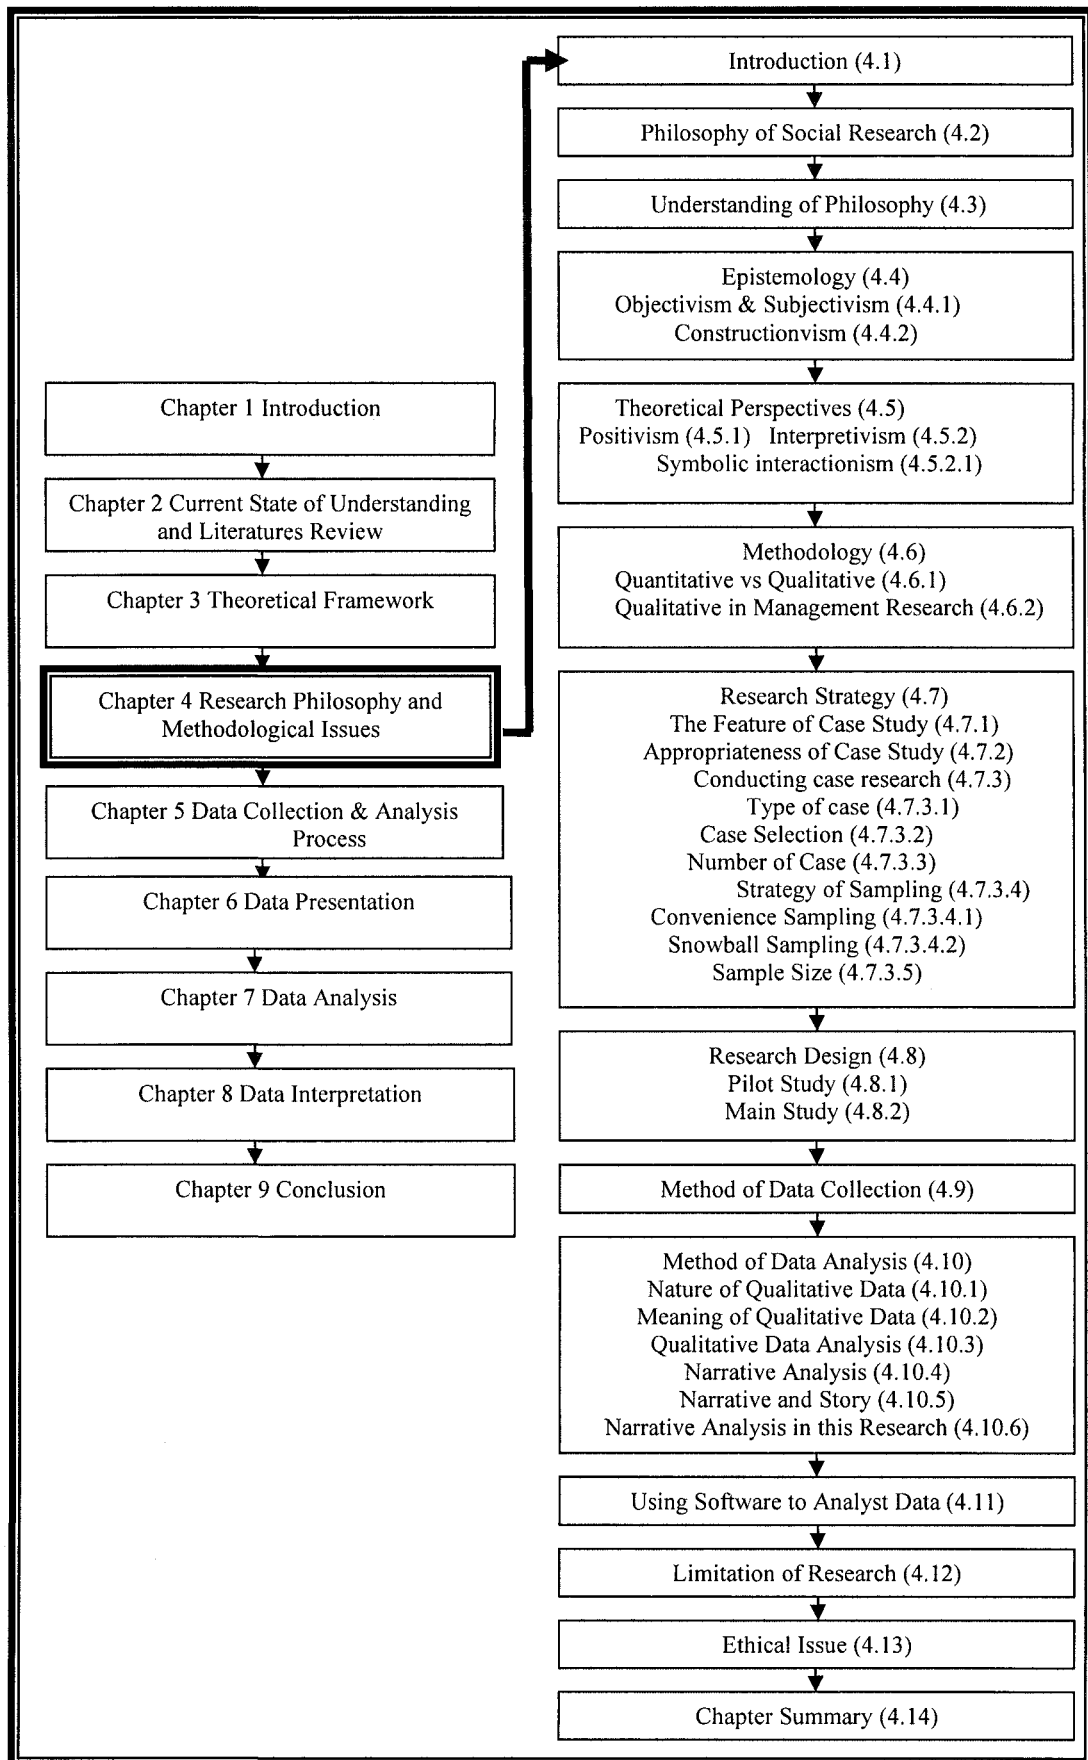 Chapter 1 Introduction
Chapter 2 Current State of Understanding
and Literatures Review
Chapter 3 Theoretical Framework
Chapter 4 Research Philosophy and
Methodological Issues
Chapter 5 Data Collection & Analysis
Process
Chapter 6 Data Presentation
Chapter 7 Data Analysis
Chapter 8 Data Interpretation
Chapter 9 Conclusion
Introduction (4.1)
Philosophy of Social Research (4.2)
Understanding of Philosophy (4.3)
Epistemology (4.4)
Objectivism & Subjectivism (4.4.1)
Constructionvism (4.4.2)
Theoretical Perspectives (4.5)
Positivism (4.5.1) Interpretivism (4.5.2)
Symbolic interactionism (4.5.2.1)
Methodology (4.6)
Quantitative vs Qualitative (4.6.1)
Qualitative in Management Research (4.6.2)
Research Strategy (4.7)
The Feature of Case Study (4.7.1)
Appropriateness of Case Study (4.7.2)
Conducting case research (4.7.3)
Type of case (4.7.3.1)
Case Selection (4.7.3.2)
Number of Case (4.7.3.3)
Strategy of Sampling (4.7.3.4)
Convenience Sampling (4.7.3.4.1)
Snowball Sampling (4.7.3.4.2)
Sample Size (4.7.3.5)
Research Design (4.8)
Pilot Study (4.8.1)
Main Study (4.8.2)
Method of Data Collection (4.9)
Method of Data Analysis (4.10)
Nature of Qualitative Data (4.10.1)
Meaning of Qualitative Data (4.10.2)
Qualitative Data Analysis (4.10.3)
Narrative Analysis (4.10.4)
Narrative and Story (4.10.5)
Narrative Analysis in this Research (4.10.6)
Using Software to Analyst Data (4.11)
Limitation of Research (4.12)
Ethical Issue (4.13)
Chapter Summary (4.14)